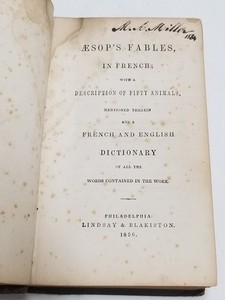 M. A. Miller
ÆSOP'S FABLES,
IN FRENCH;
WITH A
DESCRIPTION OF FIFTY ANIMALS,
MENTIONED THEREIN
AND A
FRENCH AND ENGLISH
DICTIONARY
OF ALL THE
WORDS CONTAINED IN THE WORK.
PHILADELPHIA:
LINDSAY & BLAKISTON.
1856.